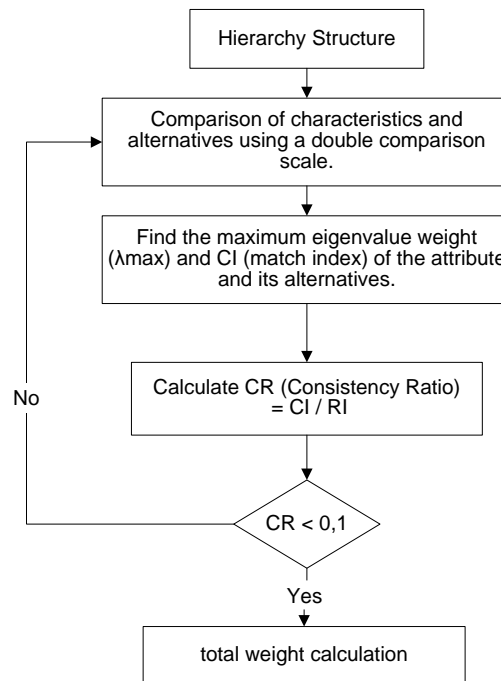 Hierarchy Structure
Comparison of characteristics and
alternatives using a double comparison
scale.
Find the maximum eigenvalue weight
(λmax) and CI (match index) of the attribute
and its alternatives.
Calculate CR (Consistency Ratio)
= CI / RI
No
CR < 0,1
Yes
total weight calculation